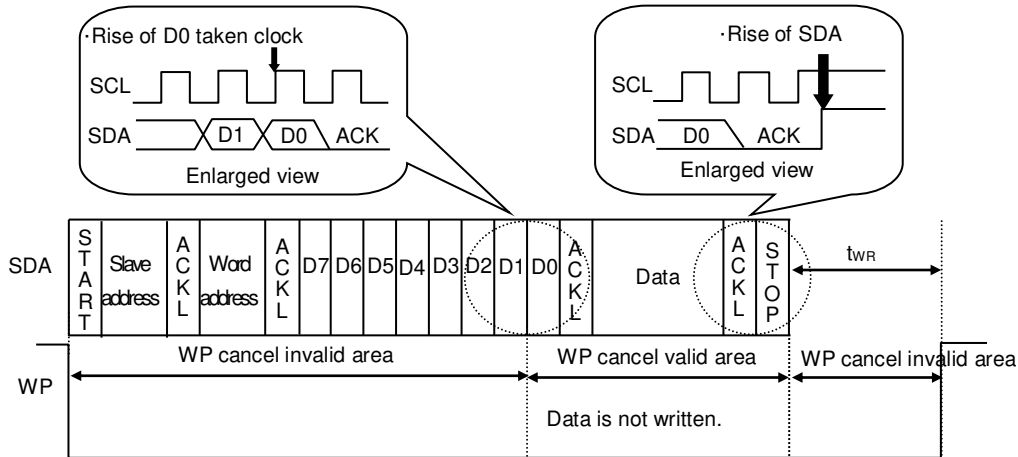 ·Rise of D0 taken clock
SCL
SDA D1 D0 ACK
Enlarged view
·Rise of SDA
SCL
SDA D0 ACK
Enlarged view
SDA START Slave address ACKL Word address ACKL D7 D6 D5 D4 D3 D2 D1 D0 ACKL Data ACKL STOP tWR
WP cancel invalid area WP cancel valid area WP cancel invalid area
WP
Data is not written.